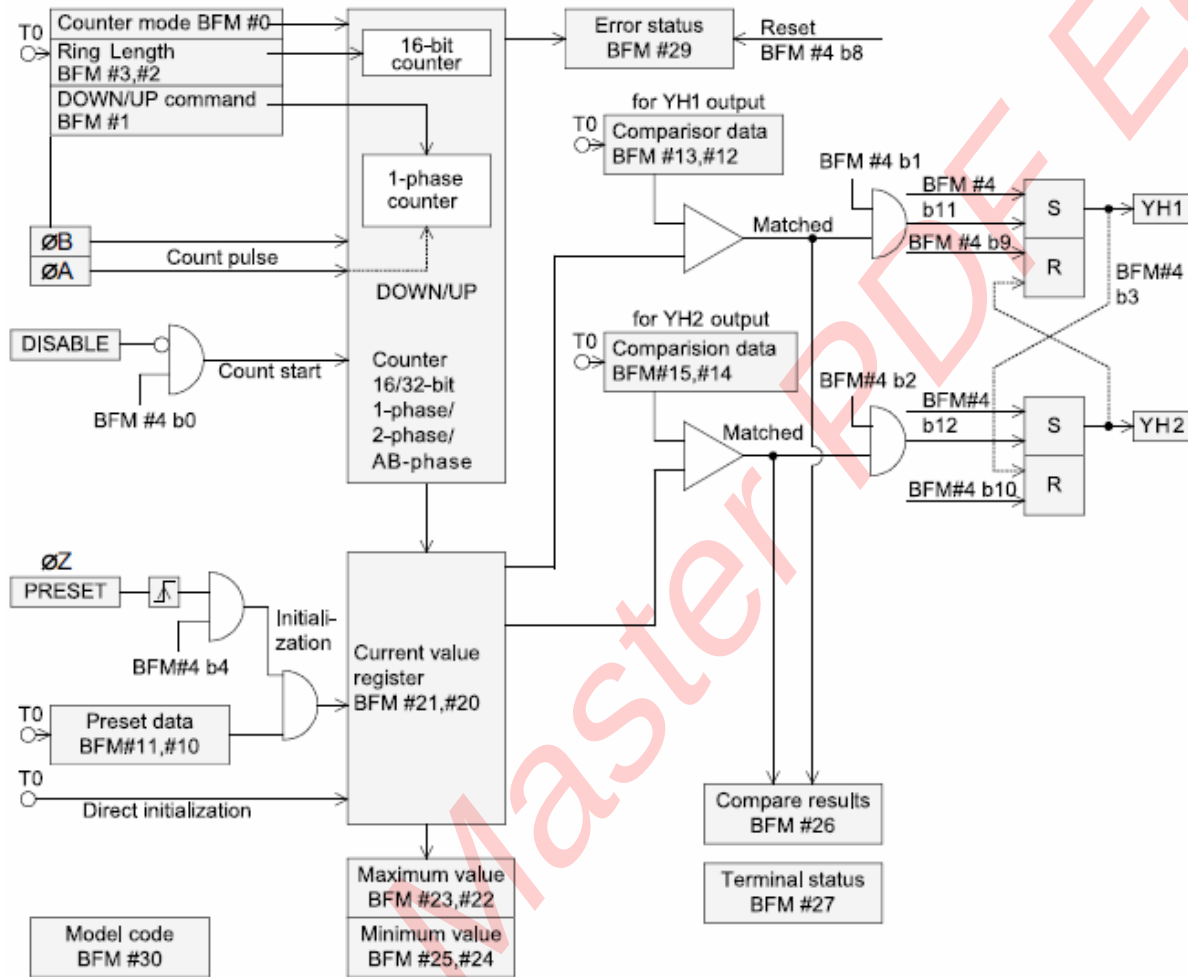 T0
Counter mode BFM #0
Ring Length
BFM #3,#2
DOWN/UP command
BFM #1
16-bit
counter
1-phase
counter
ØB
ØA
Count pulse
DOWN/UP
DISABLE
BFM #4 b0
Count start
Counter
16/32-bit
1-phase/
2-phase/
AB-phase
Error status
BFM #29
Reset
BFM #4 b8
for YH1 output
T0
Comparisor data
BFM #13,#12
Matched
BFM #4 b1
BFM #4
b11
BFM #4 b9
S
R
YH1
BFM#4
b3
for YH2 output
T0
Comparision data
BFM#15,#14
Matched
BFM#4 b2
BFM#4
b12
BFM#4 b10
S
R
YH2
ØZ
PRESET
BFM#4 b4
Initiali-
zation
T0
Preset data
BFM#11,#10
T0
Direct initialization
Current value
register
BFM #21,#20
Maximum value
BFM #23,#22
Minimum value
BFM #25,#24
Compare results
BFM #26
Terminal status
BFM #27
Model code
BFM #30
Master PDF E